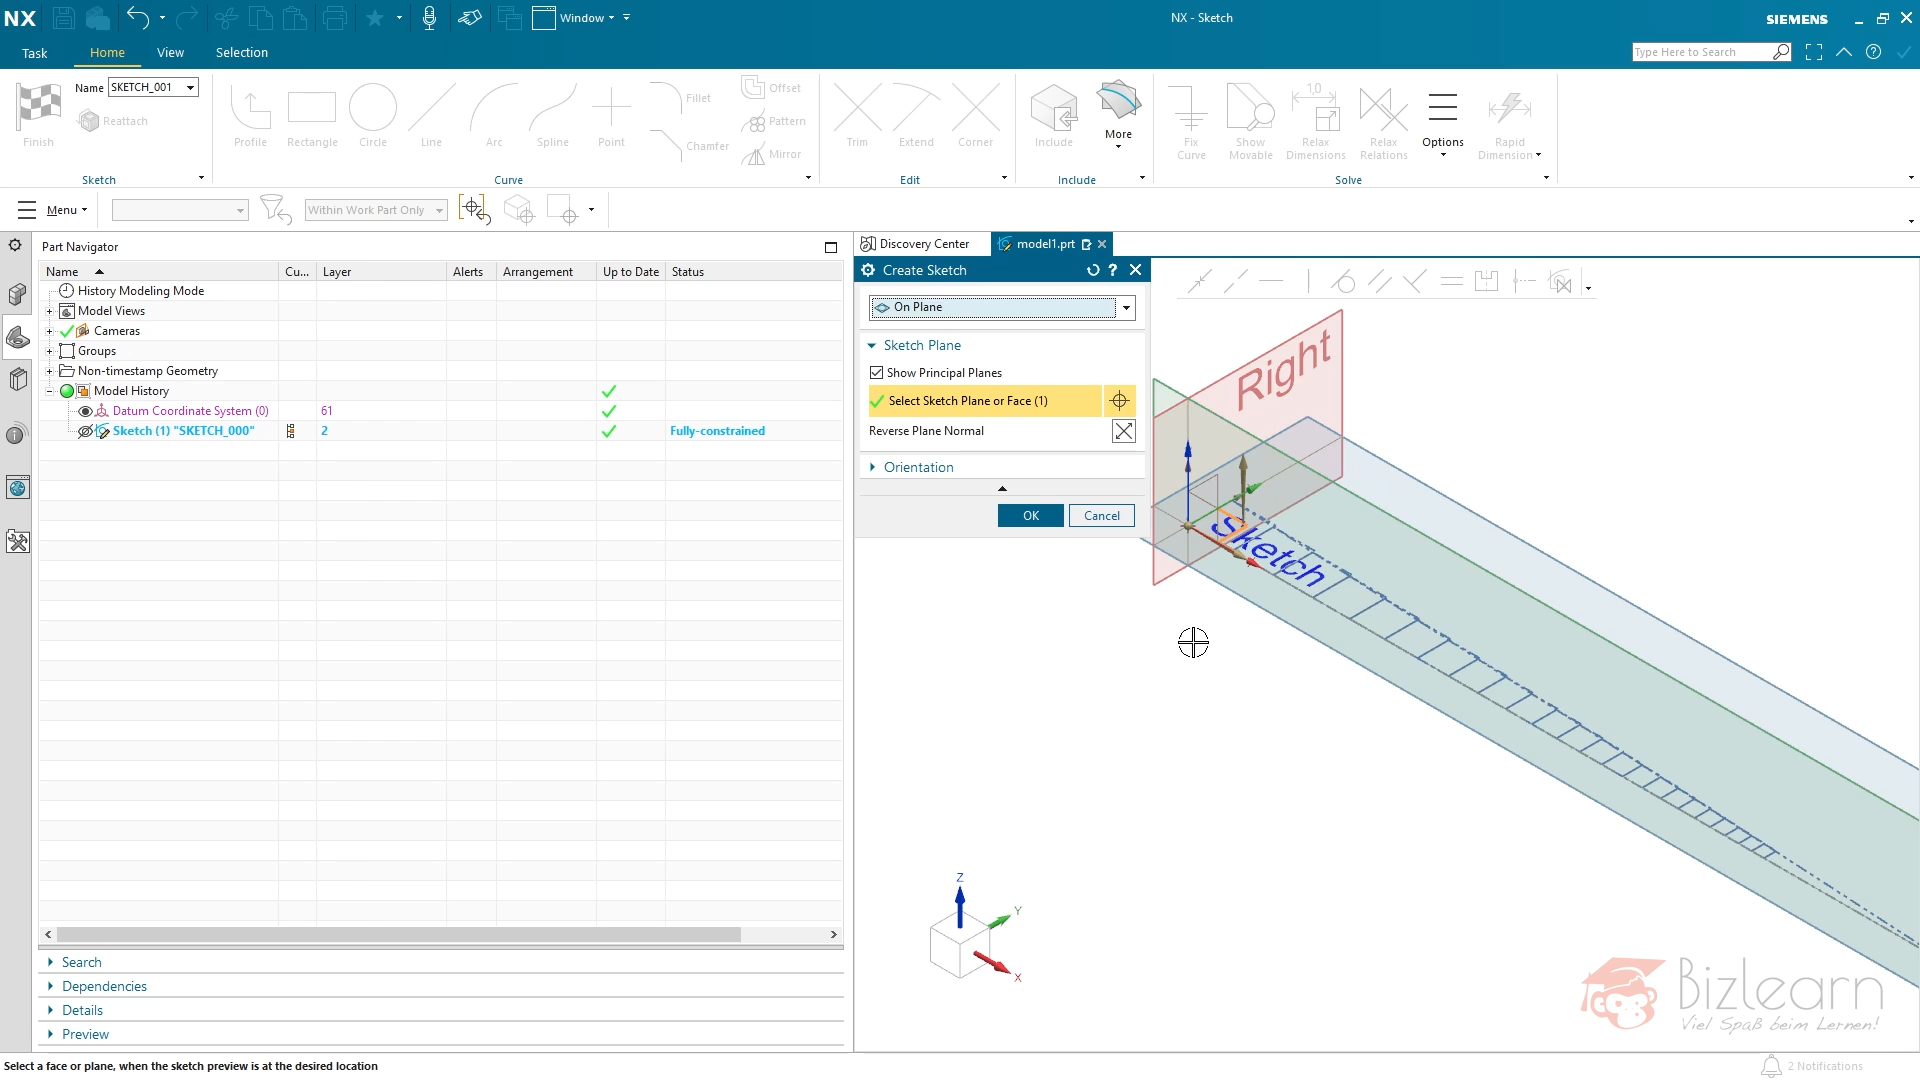 NX
Window
NX - Sketch
SIEMENS
Task
Home
View
Selection
Type Here to Search
Finish
Name
SKETCH_001
Reattach
Sketch
Profile
Rectangle
Circle
Line
Arc
Spline
Point
Fillet
Chamfer
Offset
Pattern
Mirror
Curve
Trim
Extend
Corner
Edit
Include
More
Include
Fix
Curve
Show
Movable
1,0
Relax
Dimensions
Relax
Relations
Options
Rapid
Dimension
Solve
Menu
Within Work Part Only
Part Navigator
Name
Cu...
Layer
Alerts
Arrangement
Up to Date
Status
History Modeling Mode
Model Views
Cameras
Groups
Non-timestamp Geometry
Model History
Datum Coordinate System (0)
61
Sketch (1) "SKETCH_000"
2
Fully-constrained
Search
Dependencies
Details
Preview
Discovery Center
model1.prt
Create Sketch
On Plane
Sketch Plane
Show Principal Planes
Select Sketch Plane or Face (1)
Reverse Plane Normal
Orientation
OK
Cancel
Right
Sketch
Z
Y
X
Bizlearn
Viel Spaß beim Lernen!
Select a face or plane, when the sketch preview is at the desired location
2 Notifications